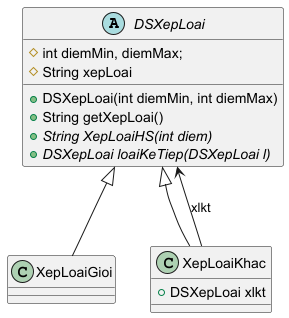 A DSXepLoai
int diemMin, diemMax;
String xepLoai
DSXepLoai(int diemMin, int diemMax)
String getXepLoai()
String XepLoaiHS(int diem)
DSXepLoai loaiKeTiep(DSXepLoai l)
xlkt
C XepLoaiGioi
C XepLoaiKhac
DSXepLoai xlkt